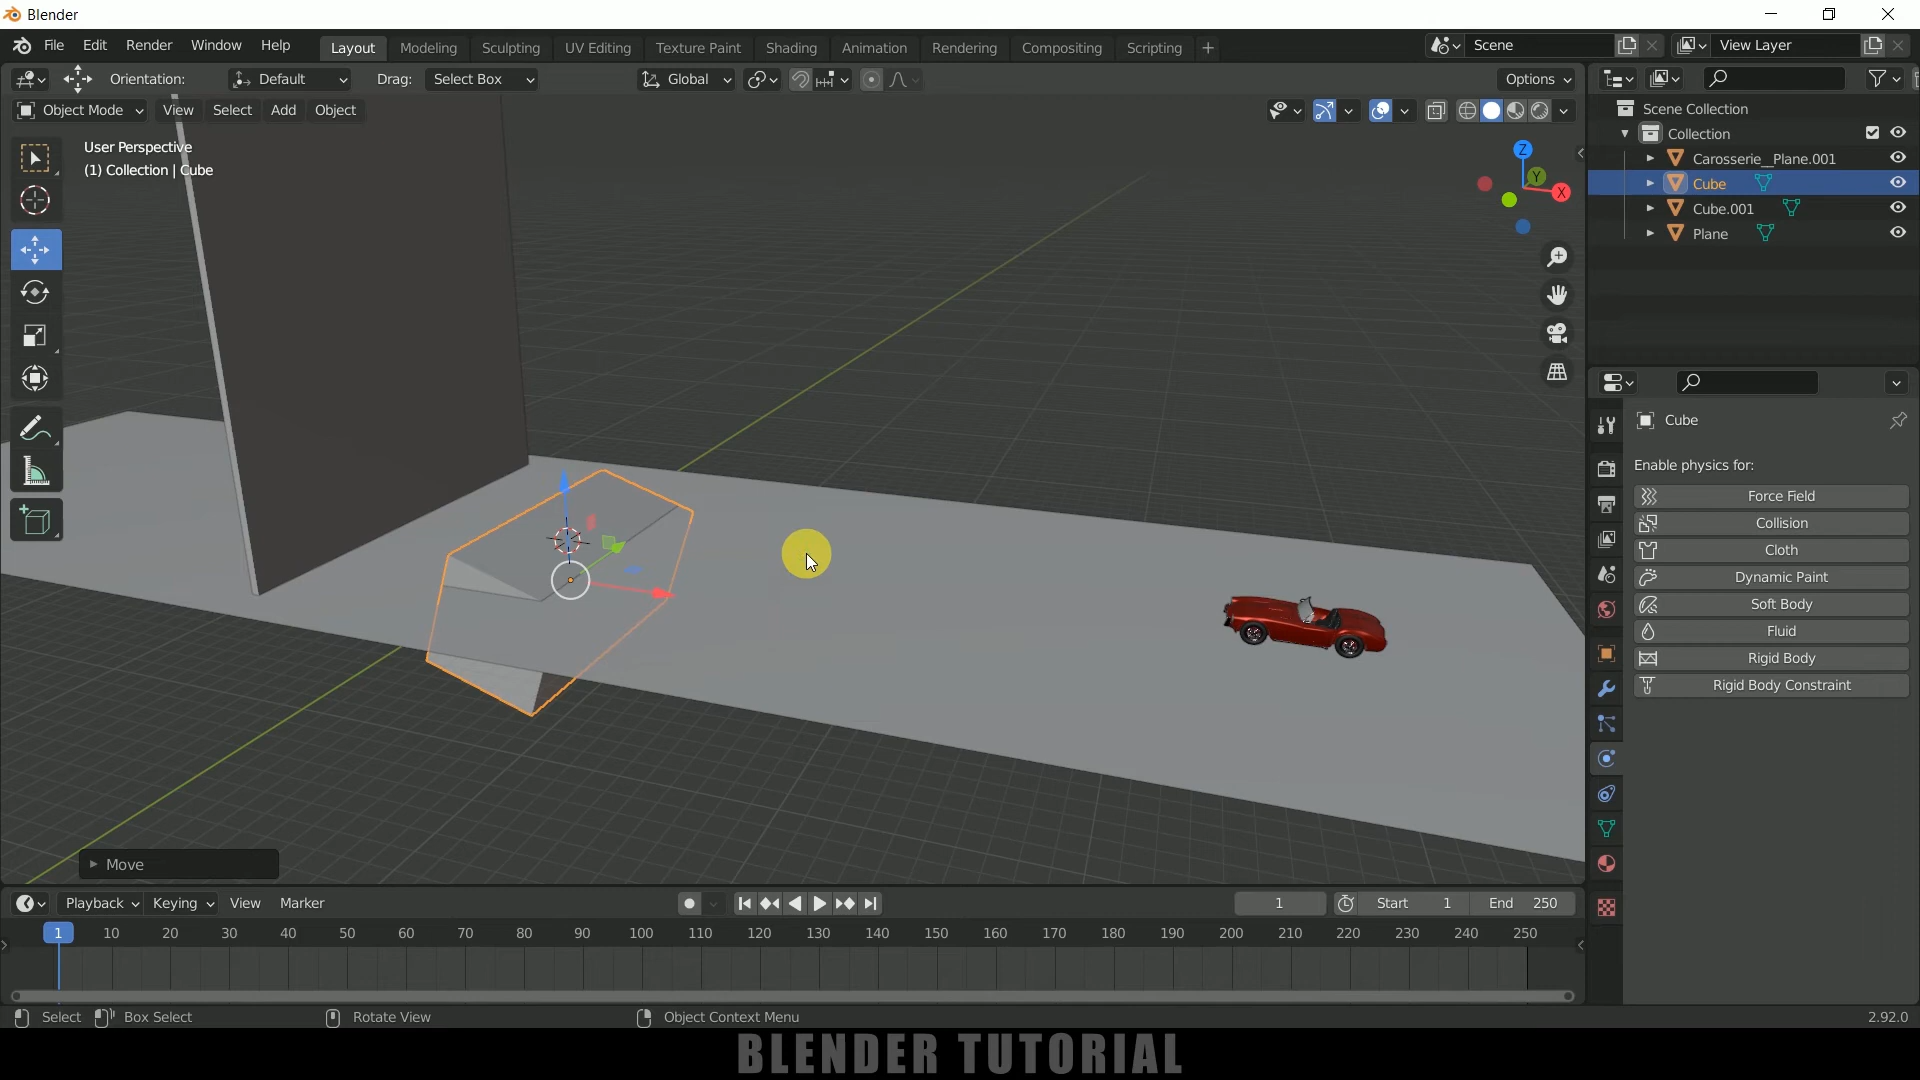 Blender
File Edit Render Window Help Layout Modeling Sculpting UV Editing Texture Paint Shading Animation Rendering Compositing Scripting + Scene View Layer
Orientation: Default Drag: Select Box Global Options
Object Mode View Select Add Object
User Perspective
(1) Collection | Cube
Z
Y
X
Scene Collection
Collection
Carosserie__Plane.001
Cube
Cube.001
Plane
Cube
Enable physics for:
Force Field
Collision
Cloth
Dynamic Paint
Soft Body
Fluid
Rigid Body
Rigid Body Constraint
Move
Playback Keying View Marker 1 Start 1 End 250
1 10 20 30 40 50 60 70 80 90 100 110 120 130 140 150 160 170 180 190 200 210 220 230 240 250
Select Box Select Rotate View Object Context Menu 2.92.0
BLENDER TUTORIAL